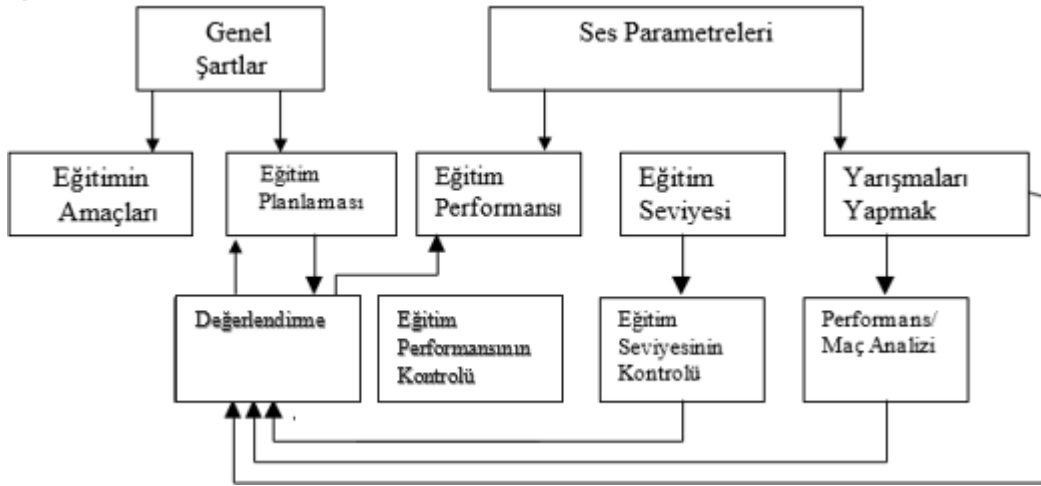 Genel
Şartlar
Ses Parametreleri
Eğitimin
Amaçları
Eğitim
Planlaması
Eğitim
Performansı
Eğitim
Seviyesi
Yarışmaları
Yapmak
Değerlendirme
Eğitim
Performansının
Kontrolü
Eğitim
Seviyesinin
Kontrolü
Performans/
Maç Analizi